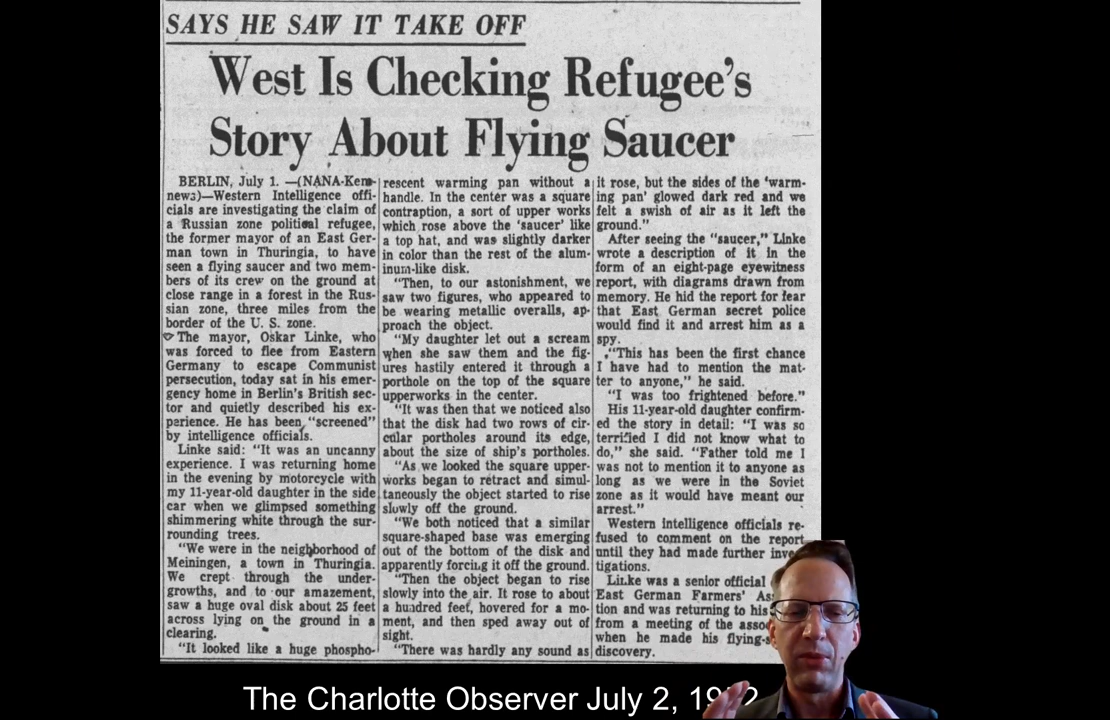 SAYS HE SAW IT TAKE OFF
West Is Checking Refugee's
Story About Flying Saucer
BERLIN, July 1. —(NANA-Kem-
news)—Western Intelligence offi-
cials are investigating the claim of
a Russian zone political refugee,
the former mayor of an East Ger-
man town in Thuringia, to have
seen a flying saucer and two mem-
bers of its crew on the ground at
close range in a forest in the Rus-
sian zone, three miles from the
border of the U. S. zone.
The mayor, Oskar Linke, who
was forced to flee from Eastern
Germany to escape Communist
persecution, today sat in his emer-
gency home in Berlin's British sec-
tor and quietly described his ex-
perience. He has been "screened"
by intelligence officials.
Linke said: "It was an uncanny
experience. I was returning home
in the evening by motorcycle with
my 11-year-old daughter in the side
car when we glimpsed something
shimmering white through the sur-
rounding trees.
"We were in the neighborhood of
Meiningen, a town in Thuringia.
We crept through the under-
growths, and to our amazement,
saw a huge oval disk about 25 feet
across lying on the ground in a
clearing.
"It looked like a huge phospho-
rescent warming pan without a
handle. In the center was a square
contraption, a sort of upper works
which rose above the 'saucer' like
a top hat, and was slightly darker
in color than the rest of the alum-
inum-like disk.
"Then, to our astonishment, we
saw two figures, who appeared to
be wearing metallic overalls, ap-
proach the object.
"My daughter let out a scream
when she saw them and the fig-
ures hastily entered it through a
porthole on the top of the square
upperworks in the center.
"It was then that we noticed also
that the disk had two rows of cir-
cular portholes around its edge,
about the size of ship's portholes.
"As we looked the square upper-
works began to retract and simul-
taneously the object started to rise
slowly off the ground.
"We both noticed that a similar
square-shaped base was emerging
out of the bottom of the disk and
apparently forcing it off the ground.
"Then the object began to rise
slowly into the air. It rose to about
a hundred feet, hovered for a mo-
ment, and then sped away out of
sight.
"There was hardly any sound as
it rose, but the sides of the 'warm-
ing pan' glowed dark red and we
felt a swish of air as it left the
ground."
After seeing the "saucer," Linke
wrote a description of it in the
form of an eight-page eyewitness
report, with diagrams drawn from
memory. He hid the report for fear
that East German secret police
would find it and arrest him as a
spy.
"This has been the first chance
I have had to mention the mat-
ter to anyone," he said.
"I was too frightened before."
His 11-year-old daughter confirm-
ed the story in detail: "I was so
terrified I did not know what to
do," she said. "Father told me I
was not to mention it to anyone as
long as we were in the Soviet
zone as it would have meant our
arrest."
Western intelligence officials re-
fused to comment on the report
until they had made further
tigations.
Linke was a senior official
East German Farmers'
tion and was returning to his
from a meeting of the
when he made his
discovery.
The Charlotte Observer July 2,